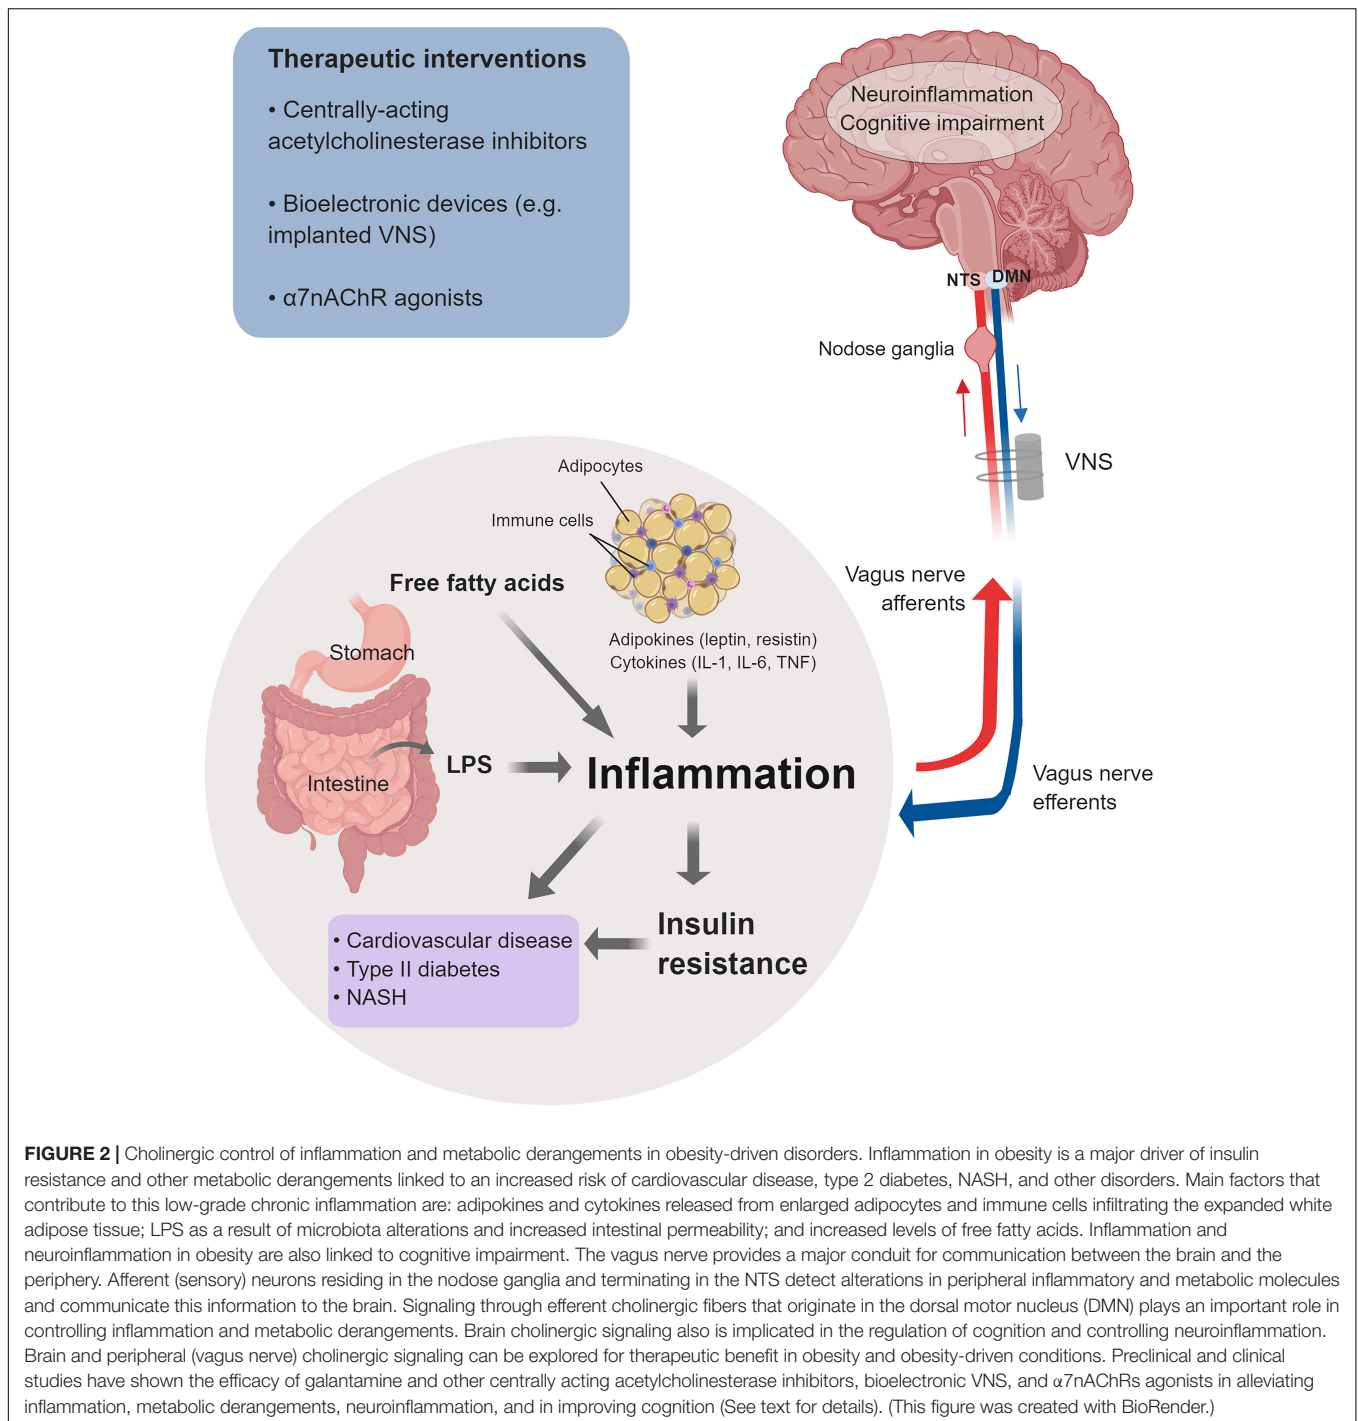 Therapeutic interventions
• Centrally-acting
acetylcholinesterase inhibitors
• Bioelectronic devices (e.g.
implanted VNS)
• α7nAChR agonists
Neuroinflammation
Cognitive impairment
NTS
DMN
Nodose ganglia
VNS
Adipocytes
Immune cells
Free fatty acids
Adipokines (leptin, resistin)
Cytokines (IL-1, IL-6, TNF)
Stomach
Intestine
LPS
Inflammation
Vagus nerve
afferents
Vagus nerve
efferents
Insulin
resistance
• Cardiovascular disease
• Type II diabetes
• NASH
FIGURE 2 | Cholinergic control of inflammation and metabolic derangements in obesity-driven disorders. Inflammation in obesity is a major driver of insulin
resistance and other metabolic derangements linked to an increased risk of cardiovascular disease, type 2 diabetes, NASH, and other disorders. Main factors that
contribute to this low-grade chronic inflammation are: adipokines and cytokines released from enlarged adipocytes and immune cells infiltrating the expanded white
adipose tissue; LPS as a result of microbiota alterations and increased intestinal permeability; and increased levels of free fatty acids. Inflammation and
neuroinflammation in obesity are also linked to cognitive impairment. The vagus nerve provides a major conduit for communication between the brain and the
periphery. Afferent (sensory) neurons residing in the nodose ganglia and terminating in the NTS detect alterations in peripheral inflammatory and metabolic molecules
and communicate this information to the brain. Signaling through efferent cholinergic fibers that originate in the dorsal motor nucleus (DMN) plays an important role in
controlling inflammation and metabolic derangements. Brain cholinergic signaling also is implicated in the regulation of cognition and controlling neuroinflammation.
Brain and peripheral (vagus nerve) cholinergic signaling can be explored for therapeutic benefit in obesity and obesity-driven conditions. Preclinical and clinical
studies have shown the efficacy of galantamine and other centrally acting acetylcholinesterase inhibitors, bioelectronic VNS, and α7nAChRs agonists in alleviating
inflammation, metabolic derangements, neuroinflammation, and in improving cognition (See text for details). (This figure was created with BioRender.)